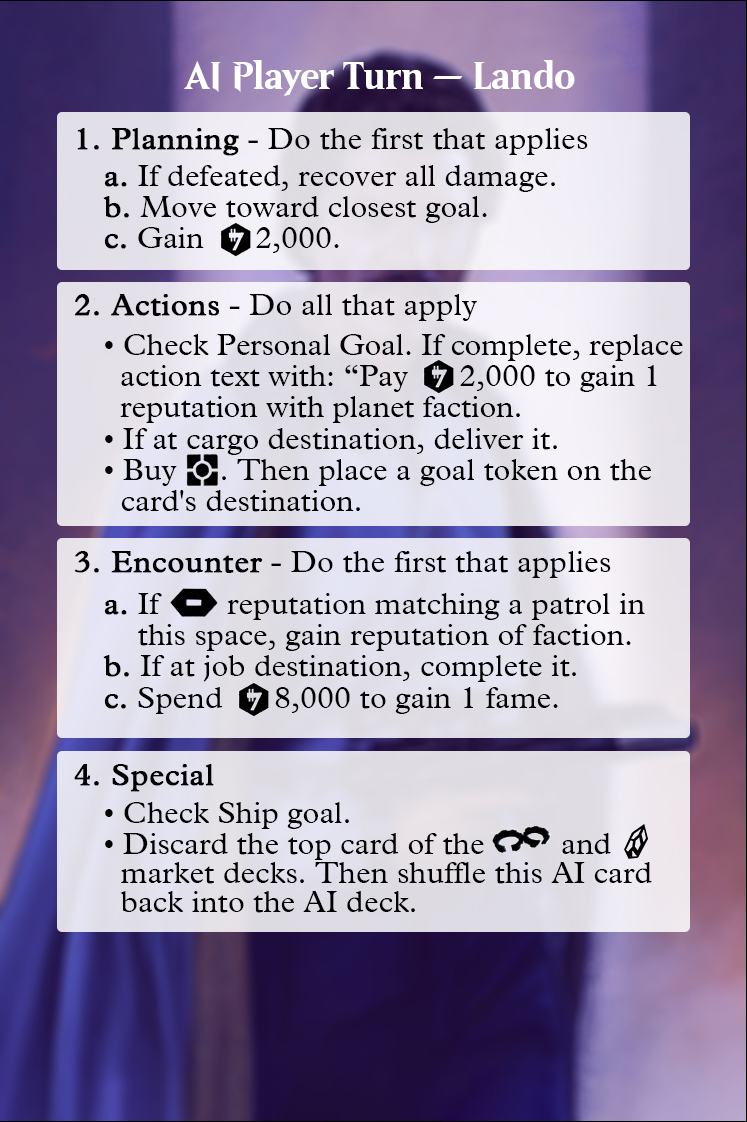 AI Player Turn — Lando
1. Planning - Do the first that applies
a. If defeated, recover all damage.
b. Move toward closest goal.
c. Gain 2,000.
2. Actions - Do all that apply
• Check Personal Goal. If complete, replace
action text with: “Pay 2,000 to gain 1
reputation with planet faction.
• If at cargo destination, deliver it.
• Buy . Then place a goal token on the
card's destination.
3. Encounter - Do the first that applies
a. If reputation matching a patrol in
this space, gain reputation of faction.
b. If at job destination, complete it.
c. Spend 8,000 to gain 1 fame.
4. Special
• Check Ship goal.
• Discard the top card of the and
market decks. Then shuffle this AI card
back into the AI deck.